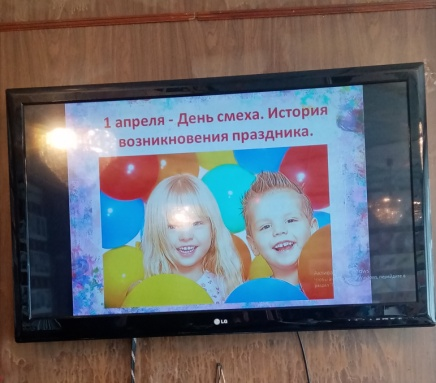 1 апреля - День смеха. История
возникновения праздника.
LG